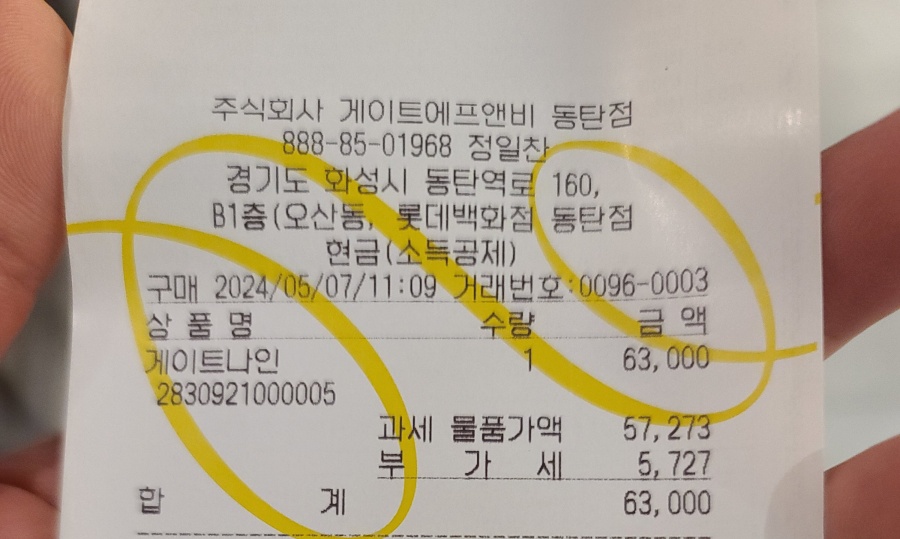 주식회사 게이트에프앤비 동탄점
888-85-01968 정일찬
경기도 화성시 동탄역로 160,
B1층(오산동, 롯데백화점 동탄점
현금(소득공제)
구매 2024/05/07/11:09 거래번호:0096-0003
상 품 명 수량 금 액
게이트나인 1 63,000
2830921000005
과세 물품가액 57,273
부 가 세 5,727
합 계 63,000